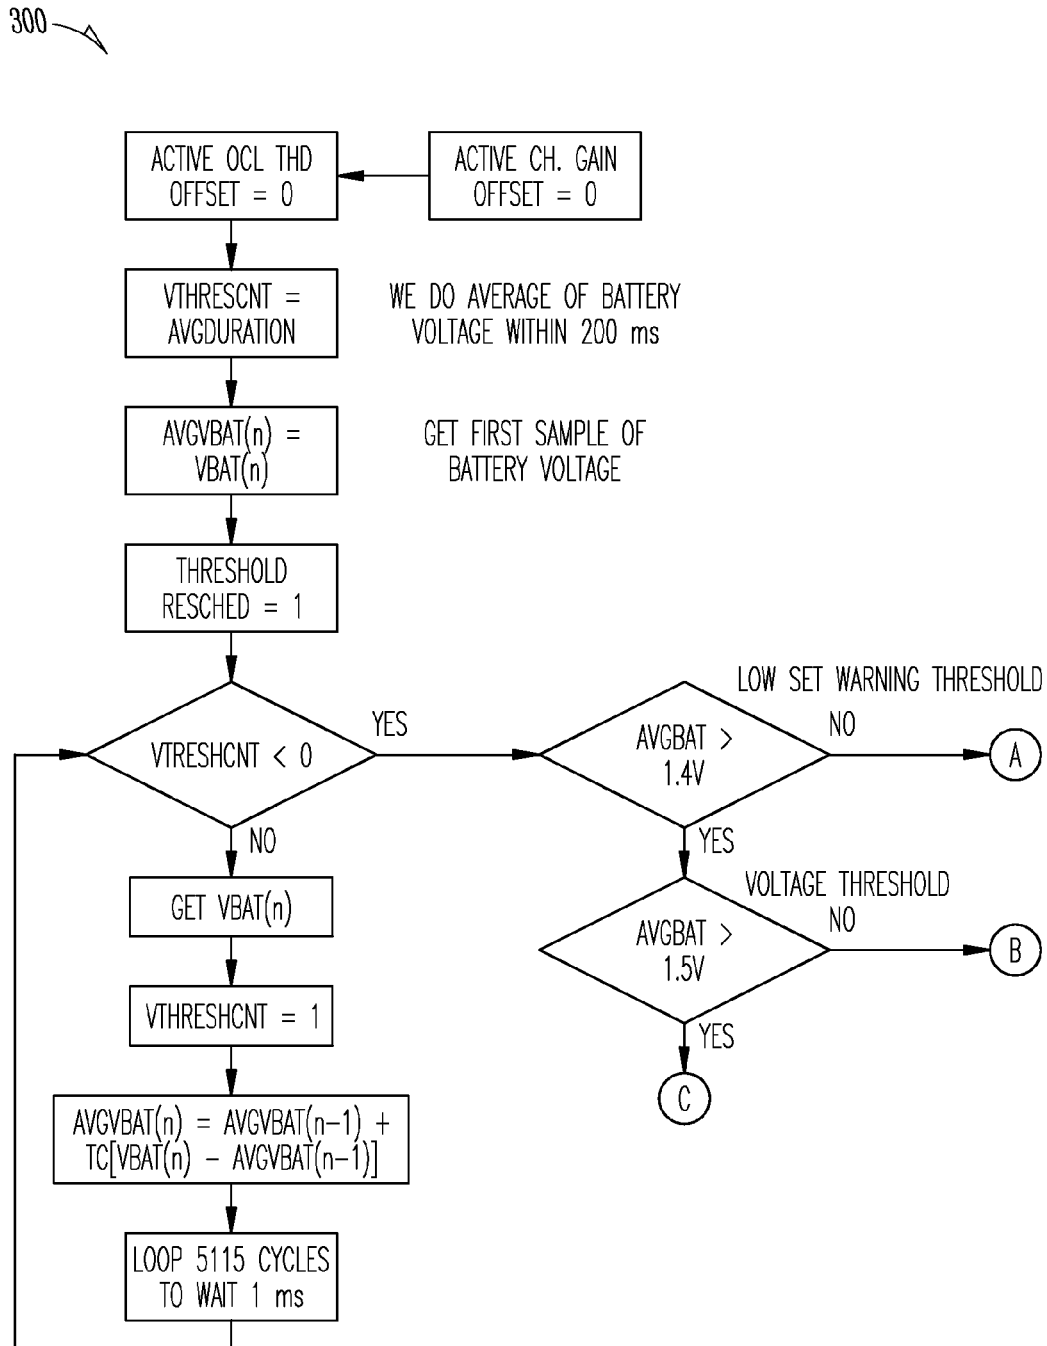 300
ACTIVE OCL THD
OFFSET = 0
ACTIVE CH. GAIN
OFFSET = 0
VTHRESCNT =
AVGDURATION
WE DO AVERAGE OF BATTERY
VOLTAGE WITHIN 200 ms
AVGVBAT(n) =
VBAT(n)
GET FIRST SAMPLE OF
BATTERY VOLTAGE
THRESHOLD
RESCHED = 1
VTRESHCNT < 0
YES
NO
AVGBAT >
1.4V
LOW SET WARNING THRESHOLD
NO
A
YES
AVGBAT >
1.5V
VOLTAGE THRESHOLD
NO
B
YES
C
GET VBAT(n)
VTHRESHCNT = 1
AVGVBAT(n) = AVGVBAT(n-1) +
TC[VBAT(n) - AVGVBAT(n-1)]
LOOP 5115 CYCLES
TO WAIT 1 ms